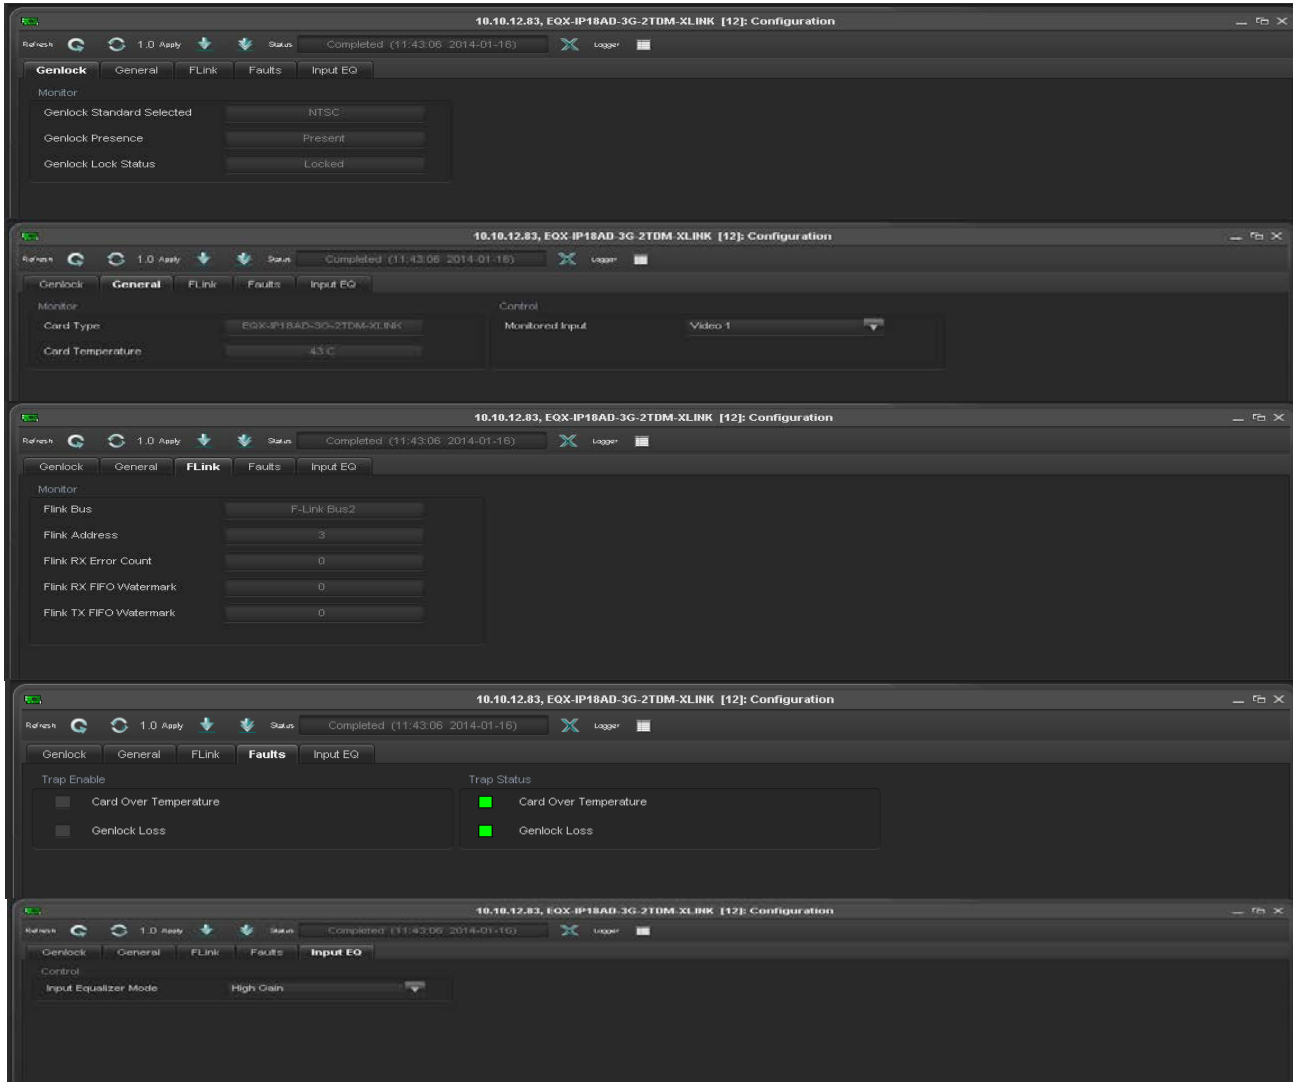 10.10.12.83, EQX-IP18AD-3G-2TDM-XLINK [12]: Configuration
Refresh 1.0 Apply Status Completed (11:43:06 2014-01-16) Logger
Genlock General FLink Faults Input EQ
Monitor
Genlock Standard Selected NTSC
Genlock Presence Present
Genlock Lock Status Locked
10.10.12.83, EQX-IP18AD-3G-2TDM-XLINK [12]: Configuration
Refresh 1.0 Apply Status Completed (11:43:06 2014-01-16) Logger
Genlock General FLink Faults Input EQ
Monitor Control
Card Type EQX-IP18AD-3G-2TDM-XLINK Monitored Input Video 1
Card Temperature 43 C
10.10.12.83, EQX-IP18AD-3G-2TDM-XLINK [12]: Configuration
Refresh 1.0 Apply Status Completed (11:43:06 2014-01-16) Logger
Genlock General FLink Faults Input EQ
Monitor
Flink Bus F-Link Bus2
Flink Address 3
Flink RX Error Count 0
Flink RX FIFO Watermark 0
Flink TX FIFO Watermark 0
10.10.12.83, EQX-IP18AD-3G-2TDM-XLINK [12]: Configuration
Refresh 1.0 Apply Status Completed (11:43:06 2014-01-16) Logger
Genlock General FLink Faults Input EQ
Trap Enable Trap Status
Card Over Temperature Card Over Temperature
Genlock Loss Genlock Loss
10.10.12.83, EQX-IP18AD-3G-2TDM-XLINK [12]: Configuration
Refresh 1.0 Apply Status Completed (11:43:06 2014-01-16) Logger
Genlock General FLink Faults Input EQ
Control
Input Equalizer Mode High Gain